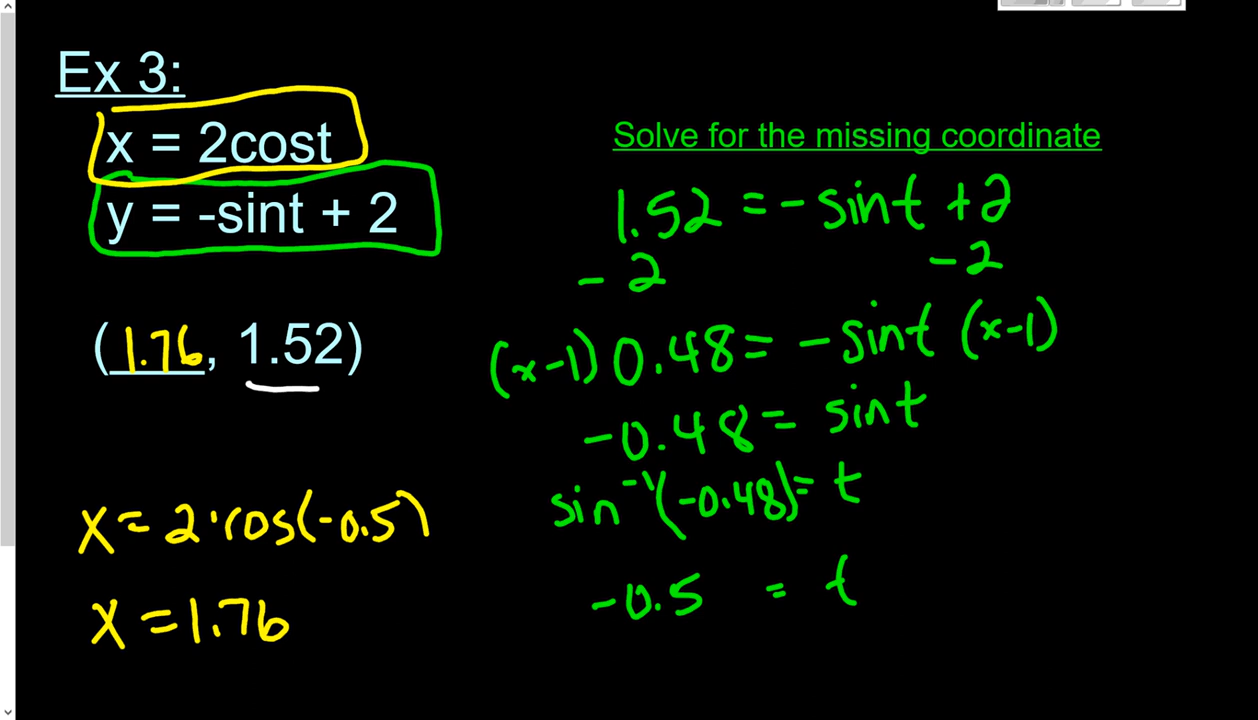 Ex 3:
x = 2cost
y = -sint + 2
(1.76, 1.52)
x = 2·cos(-0.5)
x = 1.76
Solve for the missing coordinate
1.52 = -sint +2
-2 -2
(x-1) 0.48 = -sint (x-1)
-0.48 = sint
sin⁻¹(-0.48) = t
-0.5 = t